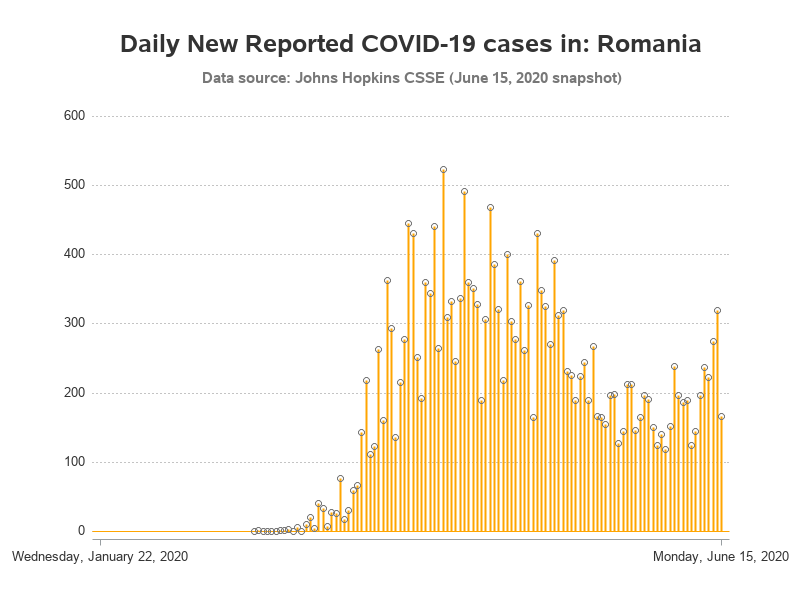 Daily New Reported COVID-19 cases in: Romania
Data source: Johns Hopkins CSSE (June 15, 2020 snapshot)
600
500
400
300
200
100
0
Wednesday, January 22, 2020
Monday, June 15, 2020